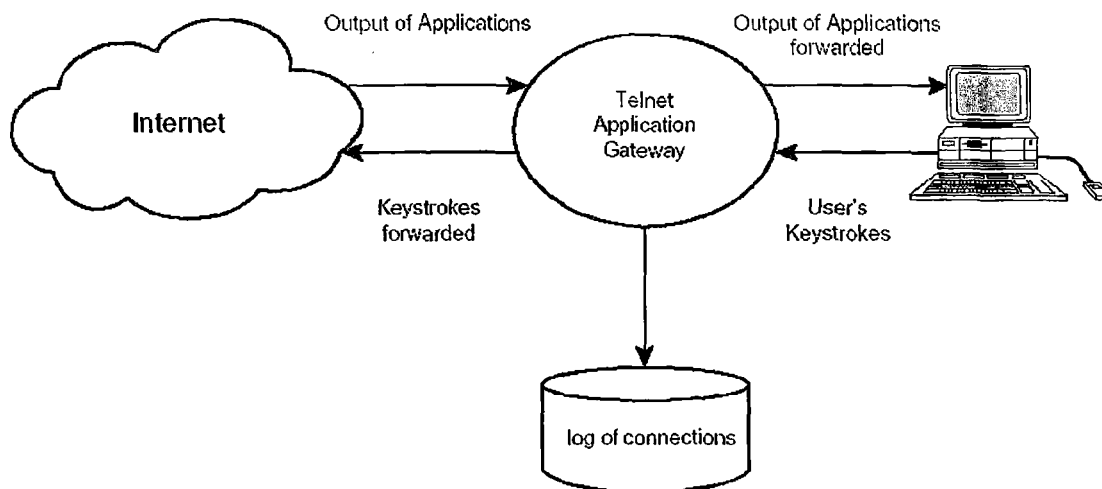 Output of Applications
Output of Applications
forwarded
Internet
Telnet
Application
Gateway
Keystrokes
forwarded
User's
Keystrokes
log of connections